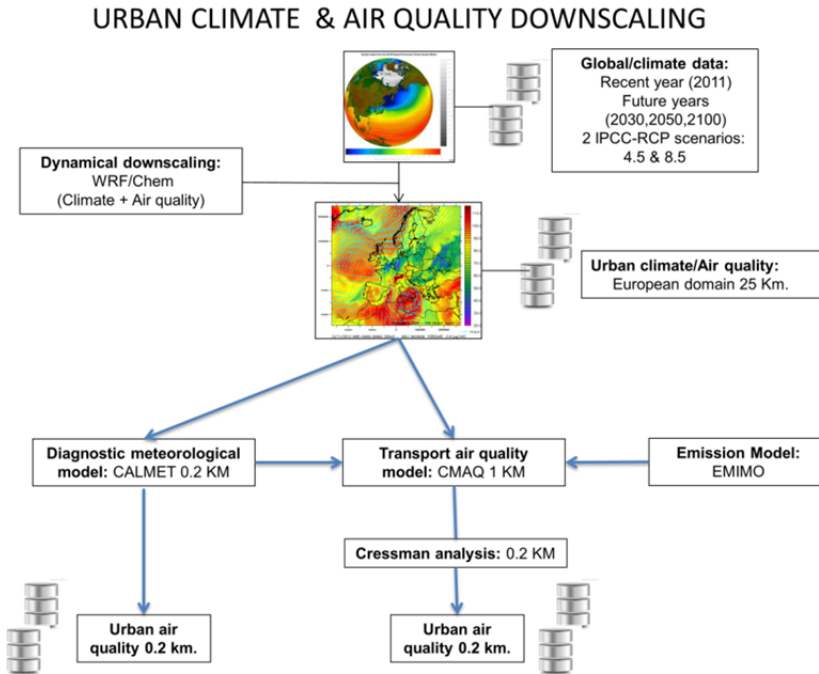 URBAN CLIMATE & AIR QUALITY DOWNSCALING
Global/climate data:
Recent year (2011)
Future years
(2030,2050,2100)
2 IPCC-RCP scenarios:
4.5 & 8.5
Dynamical downscaling:
WRF/Chem
(Climate + Air quality)
Urban climate/Air quality:
European domain 25 Km.
Diagnostic meteorological
model: CALMET 0.2 KM
Transport air quality
model: CMAQ 1 KM
Emission Model:
EMIMO
Cressman analysis: 0.2 KM
Urban air
quality 0.2 km.
Urban air
quality 0.2 km.